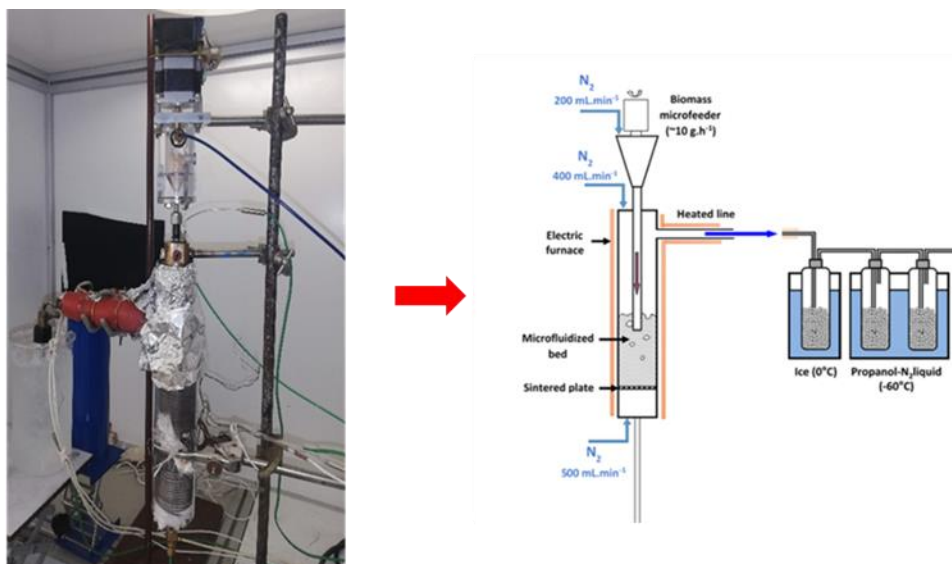 N₂
200 mL.min⁻¹
Biomass
microfeeder
(~10 g.h⁻¹)
N₂
400 mL.min⁻¹
Heated line
Electric
furnace
Microfluidized
bed
Sintered plate
Ice (0°C)
Propanol-N₂liquid
(-60°C)
N₂
500 mL.min⁻¹